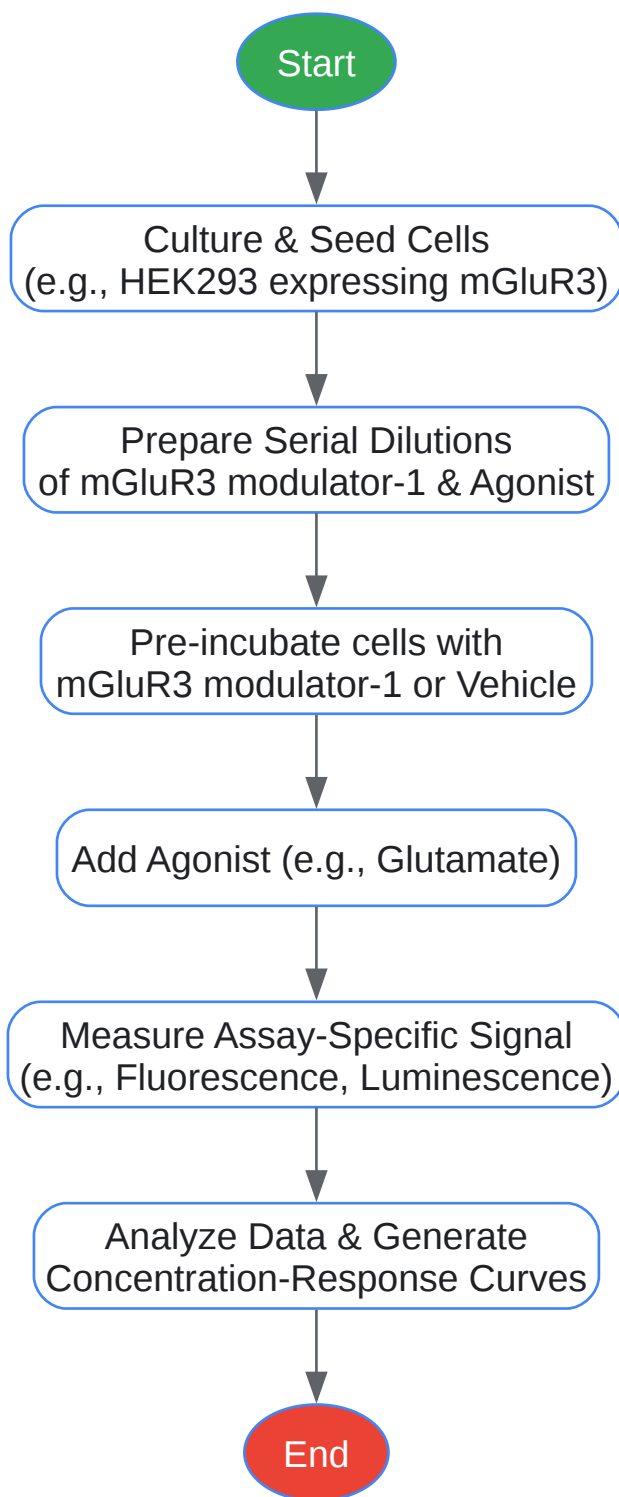 Start
Culture & Seed Cells
(e.g., HEK293 expressing mGluR3)
Prepare Serial Dilutions
of mGluR3 modulator-1 & Agonist
Pre-incubate cells with
mGluR3 modulator-1 or Vehicle
Add Agonist (e.g., Glutamate)
Measure Assay-Specific Signal
(e.g., Fluorescence, Luminescence)
Analyze Data & Generate
Concentration-Response Curves
End